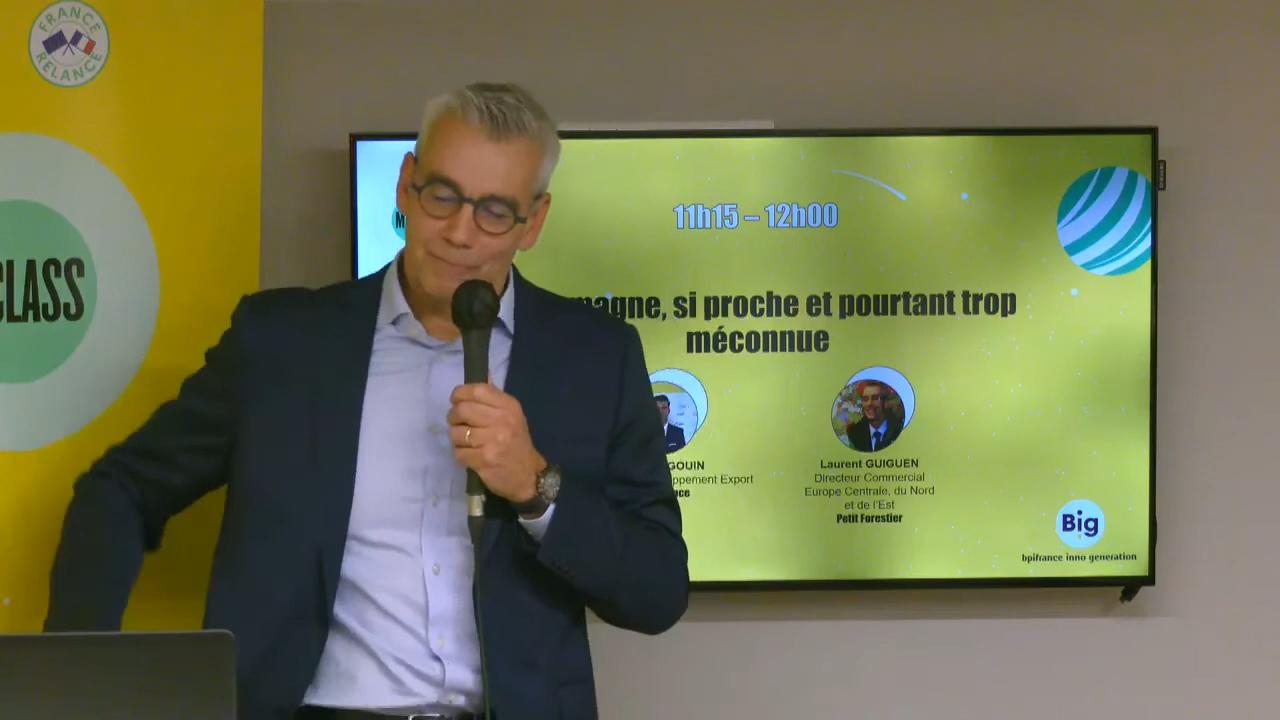 FRANCE
RELANCE
CLASS
11h15 – 12h00
magne, si proche et pourtant trop
méconnue
GOUIN
ppement Export
nce
Laurent GUIGUEN
Directeur Commercial
Europe Centrale, du Nord
et de l'Est
Petit Forestier
Big
bpifrance inno generation